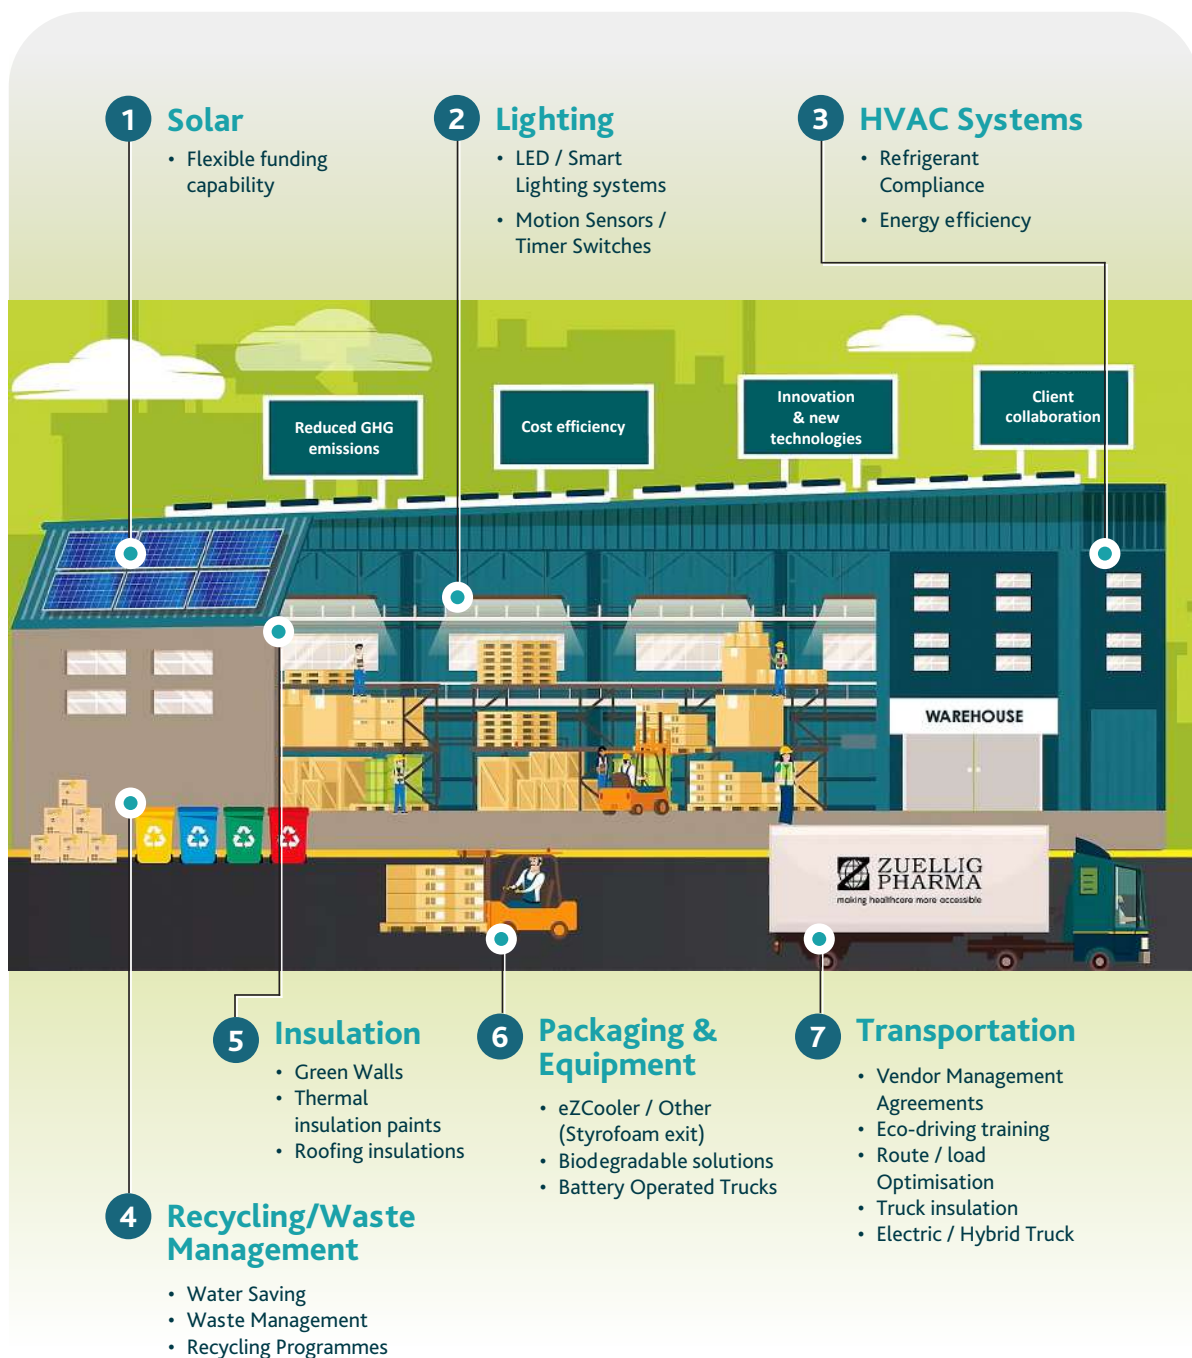 1 Solar
• Flexible funding
capability
2 Lighting
• LED / Smart
Lighting systems
• Motion Sensors /
Timer Switches
3 HVAC Systems
• Refrigerant
Compliance
• Energy efficiency
Reduced GHG
emissions
Cost efficiency
Innovation
& new
technologies
Client
collaboration
WAREHOUSE
ZUELLIG
PHARMA
making healthcare more accessible
5 Insulation
• Green Walls
• Thermal
insulation paints
• Roofing insulations
6 Packaging &
Equipment
• eZCooler / Other
(Styrofoam exit)
• Biodegradable solutions
• Battery Operated Trucks
7 Transportation
• Vendor Management
Agreements
• Eco-driving training
• Route / load
Optimisation
• Truck insulation
• Electric / Hybrid Truck
4 Recycling/Waste
Management
• Water Saving
• Waste Management
• Recycling Programmes